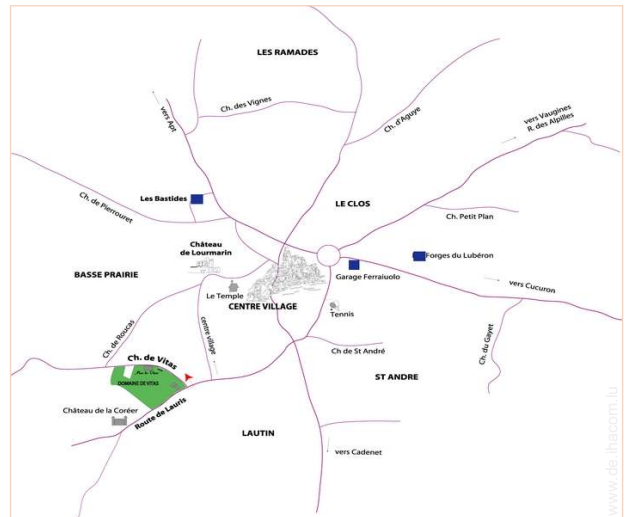 LES RAMADES
vers Apt
Ch. des Vignes
Ch. d'Aguye
vers Vaugines
R. des Alpilles
Les Bastides
Ch. de Pierrouret
LE CLOS
Ch. Petit Plan
Château
de Lourmarin
Forges du Lubéron
BASSE PRAIRIE
Garage Ferraiuolo
vers Cucuron
Le Temple
CENTRE VILLAGE
Tennis
Ch. de Roucas
centre village
Ch de St André
Ch. du Gayet
Ch. de Vitas
ST ANDRE
DOMAINE DE VITAS
Château de la Coréer
Route de Lauris
LAUTIN
vers Cadenet
www.de.ihacom.lu